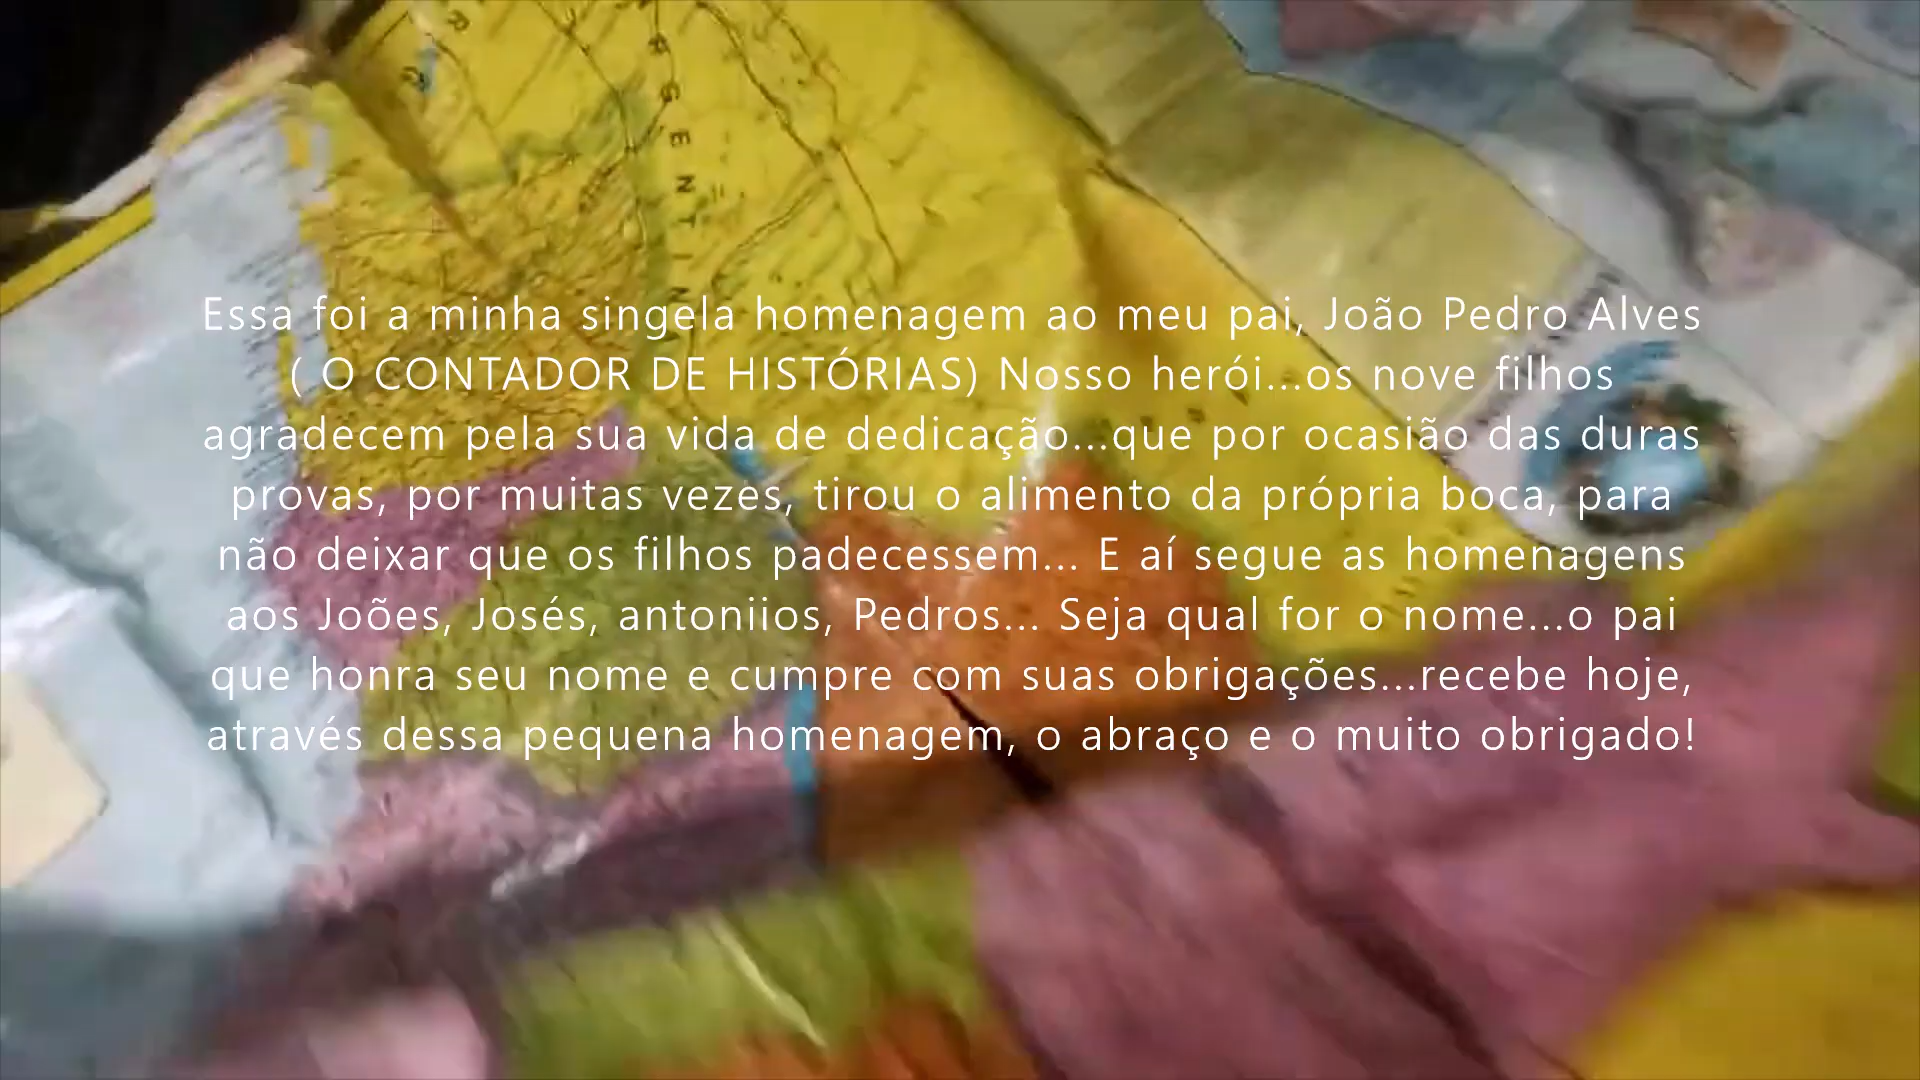 ARGENTIN
Essa foi a minha singela homenagem ao meu pai, João Pedro Alves
( O CONTADOR DE HISTÓRIAS) Nosso herói...os nove filhos
agradecem pela sua vida de dedicação...que por ocasião das duras
provas, por muitas vezes, tirou o alimento da própria boca, para
não deixar que os filhos padecessem... E aí segue as homenagens
aos Joões, Josés, antoniios, Pedros... Seja qual for o nome...o pai
que honra seu nome e cumpre com suas obrigações...recebe hoje,
através dessa pequena homenagem, o abraço e o muito obrigado!